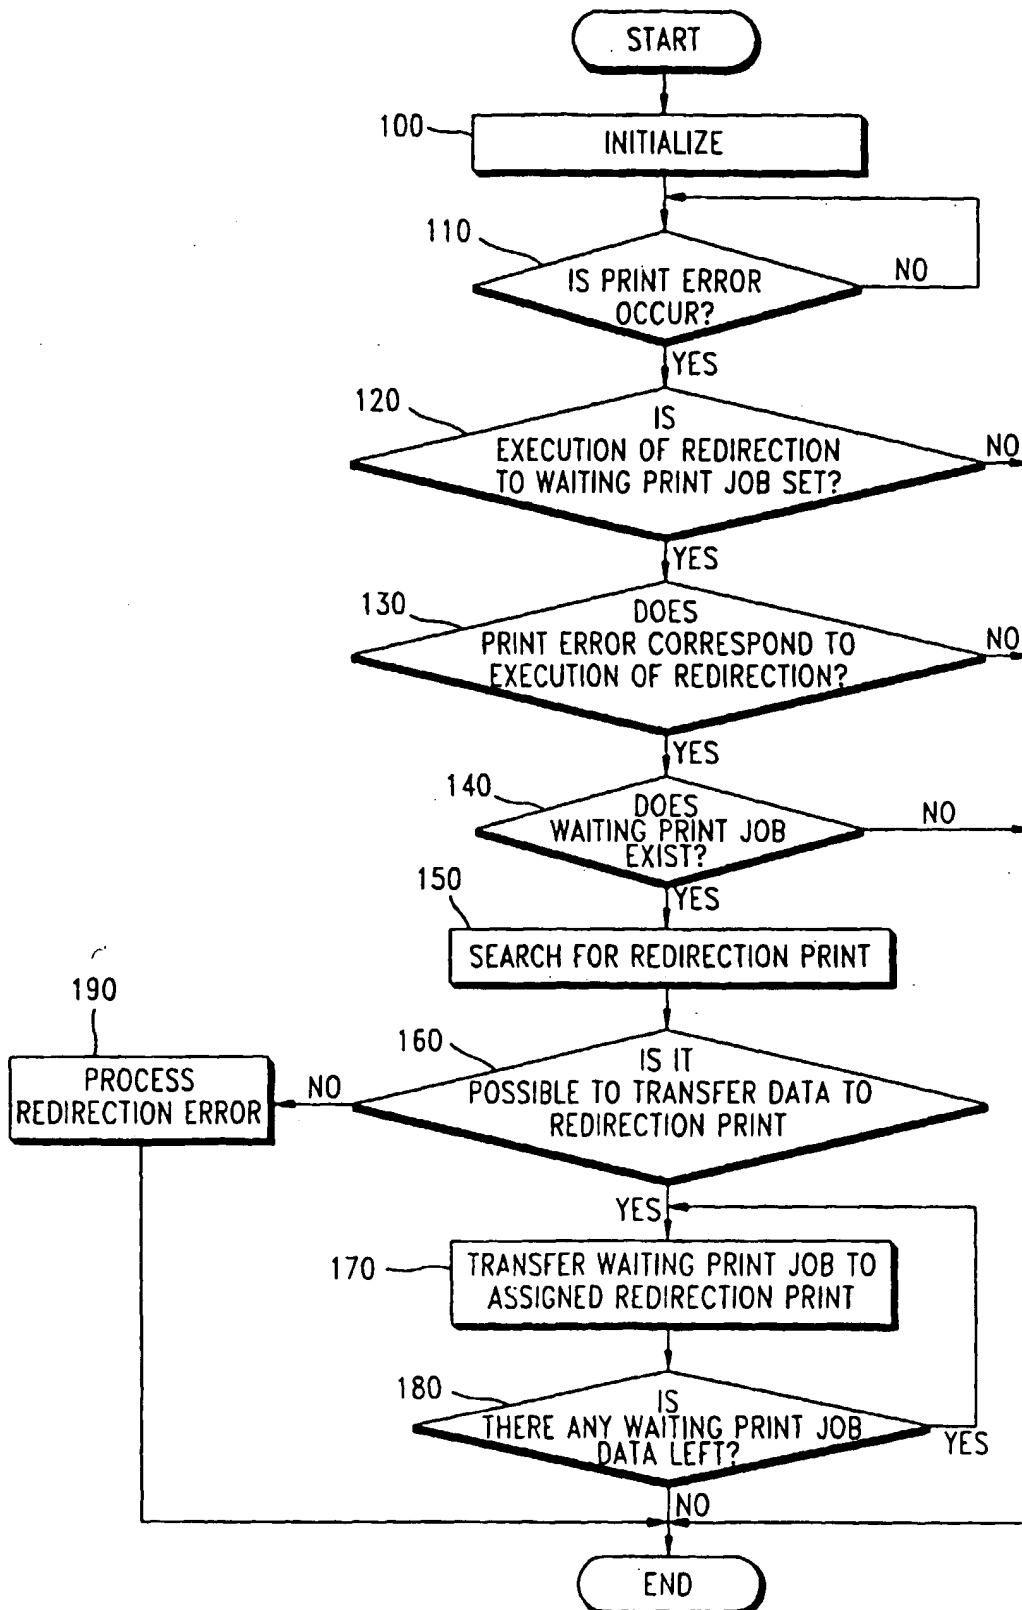 START
100
INITIALIZE
110
IS PRINT ERROR
OCCUR?
NO
YES
120
IS
EXECUTION OF REDIRECTION
TO WAITING PRINT JOB SET?
NO
YES
130
DOES
PRINT ERROR CORRESPOND TO
EXECUTION OF REDIRECTION?
NO
YES
140
DOES
WAITING PRINT JOB
EXIST?
NO
YES
150
SEARCH FOR REDIRECTION PRINT
190
PROCESS
REDIRECTION ERROR
NO
160
IS IT
POSSIBLE TO TRANSFER DATA TO
REDIRECTION PRINT
YES
170
TRANSFER WAITING PRINT JOB TO
ASSIGNED REDIRECTION PRINT
180
IS
THERE ANY WAITING PRINT JOB
DATA LEFT?
YES
NO
END